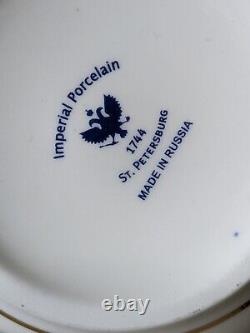 Imperial Porcelain
1744
ST. PETERSBURG
MADE IN RUSSIA